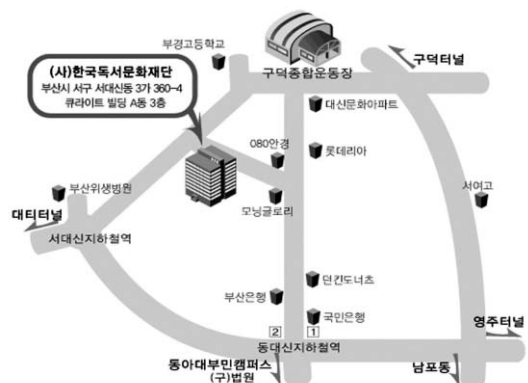 부경고등학교
구덕터널
구덕종합운동장
(사)한국독서문화재단
부산시 서구 서대신동 3가 360-4
큐라이트 빌딩 A동 3층
대신문화아파트
080안경
롯데리아
부산위생병원
서여고
대티터널
모닝글로리
서대신지하철역
던킨도너츠
부산은행
국민은행
2 1
영주터널
동대신지하철역
동아대부민캠퍼스
(구)법원
남포동